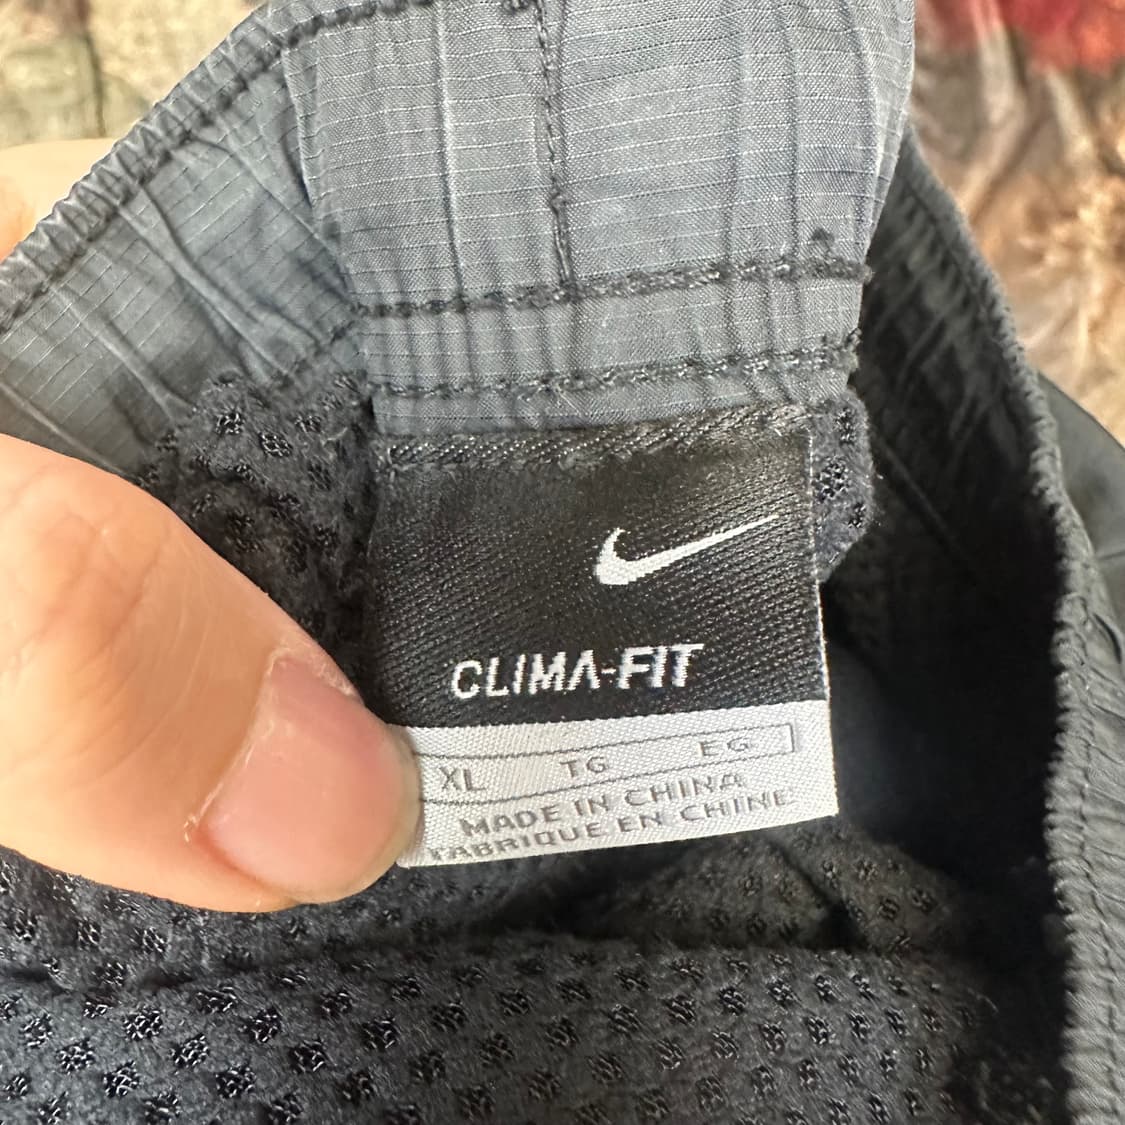 CLIMA-FIT
XL TG EG
MADE IN CHINA
FABRIQUE EN CHINE